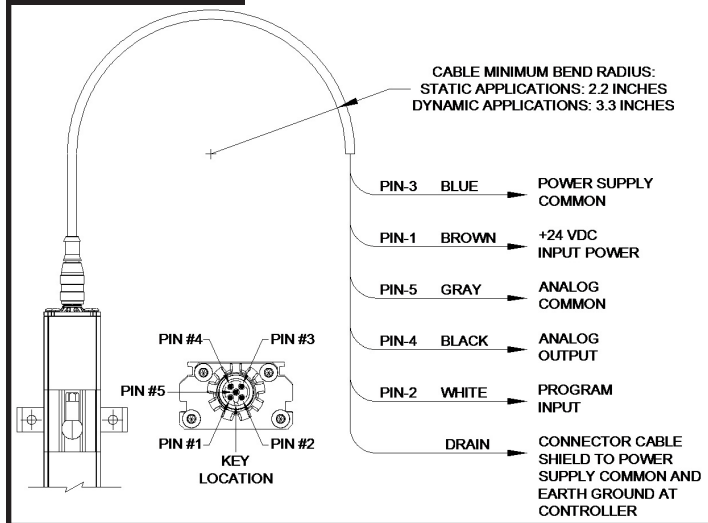 CABLE MINIMUM BEND RADIUS:
STATIC APPLICATIONS: 2.2 INCHES
DYNAMIC APPLICATIONS: 3.3 INCHES
PIN-3 BLUE POWER SUPPLY
COMMON
PIN-1 BROWN +24 VDC
INPUT POWER
PIN-5 GRAY ANALOG
COMMON
PIN-4 BLACK ANALOG
OUTPUT
PIN-2 WHITE PROGRAM
INPUT
DRAIN CONNECTOR CABLE
SHIELD TO POWER
SUPPLY COMMON AND
EARTH GROUND AT
CONTROLLER
PIN #4 PIN #3
PIN #5
PIN #1 PIN #2
KEY
LOCATION